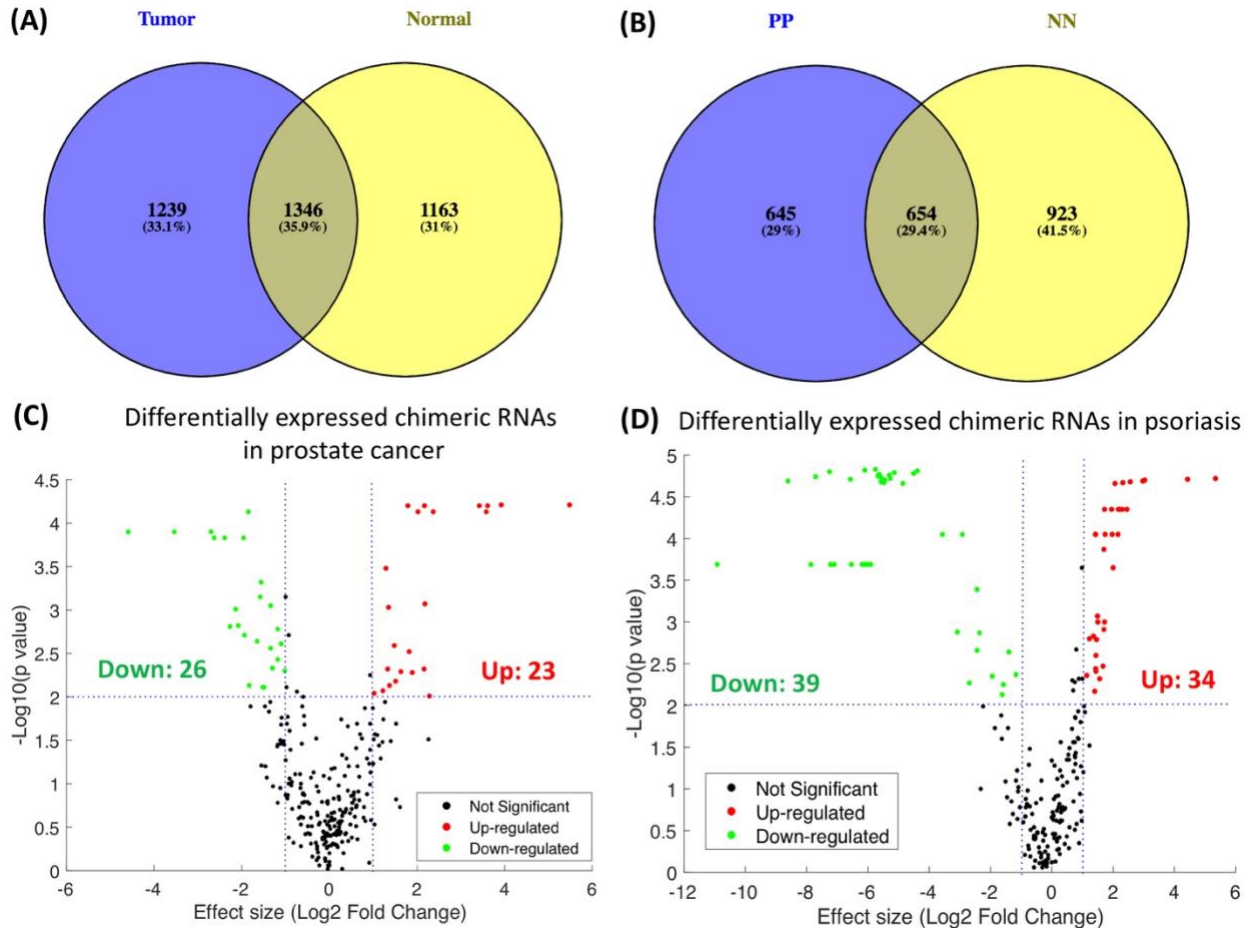 (A)
Tumor
Normal
1239
(33.1%)
1346
(35.9%)
1163
(31%)
(B)
PP
NN
645
(29%)
654
(29.4%)
923
(41.5%)
(C)
Differentially expressed chimeric RNAs
in prostate cancer
4.5
4
3.5
3
2.5
2
1.5
1
0.5
0
-Log10(p value)
Down: 26
Up: 23
Not Significant
Up-regulated
Down-regulated
-6
-4
-2
0
2
4
6
Effect size (Log2 Fold Change)
(D)
Differentially expressed chimeric RNAs in psoriasis
5
4.5
4
3.5
3
2.5
2
1.5
1
0.5
0
-Log10(p value)
Down: 39
Up: 34
Not Significant
Up-regulated
Down-regulated
-12
-10
-8
-6
-4
-2
0
2
4
6
Effect size (Log2 Fold Change)